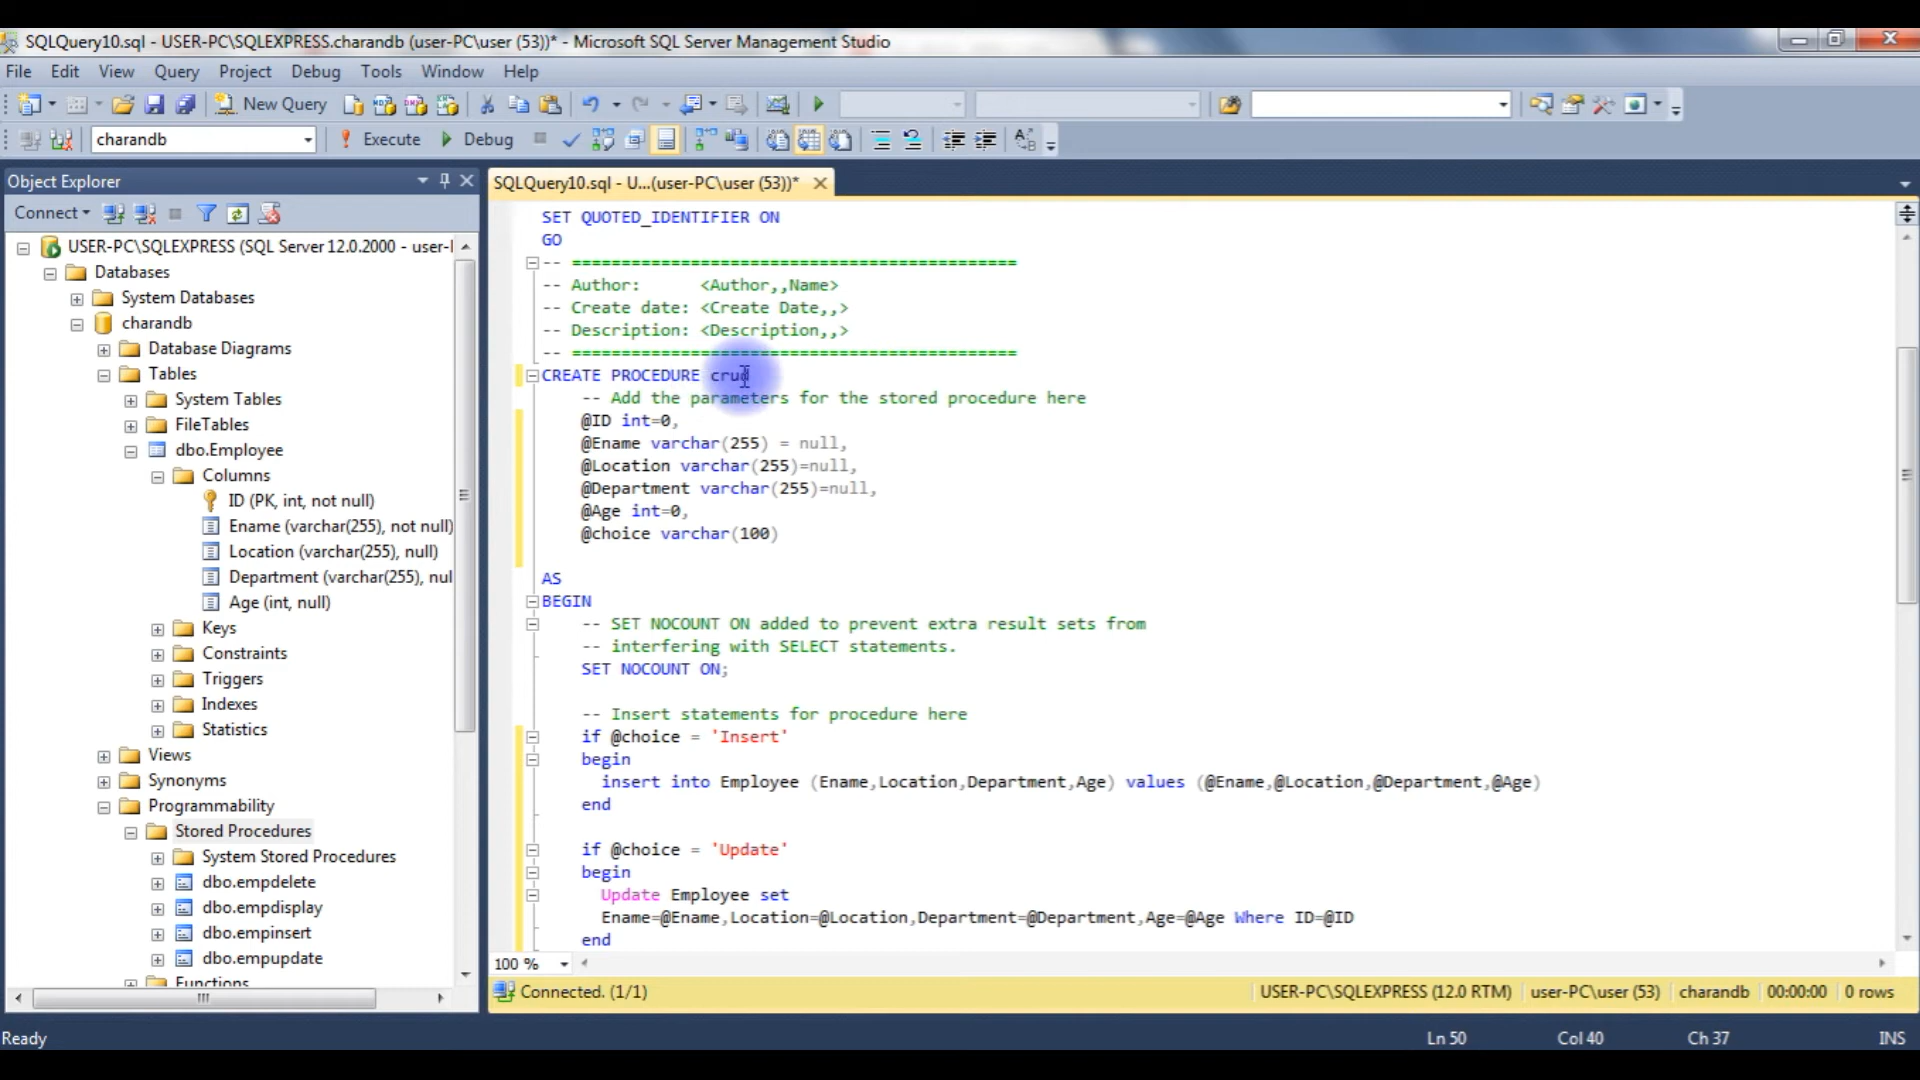 SQLQuery10.sql - USER-PC\SQLEXPRESS.charandb (user-PC\user (53))* - Microsoft SQL Server Management Studio
File Edit View Query Project Debug Tools Window Help
New Query
charandb Execute Debug
Object Explorer
SQLQuery10.sql - U...(user-PC\user (53))*
Connect
USER-PC\SQLEXPRESS (SQL Server 12.0.2000 - user-
Databases
System Databases
charandb
Database Diagrams
Tables
System Tables
FileTables
dbo.Employee
Columns
ID (PK, int, not null)
Ename (varchar(255), not null)
Location (varchar(255), null)
Department (varchar(255), nul
Age (int, null)
Keys
Constraints
Triggers
Indexes
Statistics
Views
Synonyms
Programmability
Stored Procedures
System Stored Procedures
dbo.empdelete
dbo.empdisplay
dbo.empinsert
dbo.empupdate
Functions
SET QUOTED_IDENTIFIER ON
GO
-- =============================================
-- Author: <Author,,Name>
-- Create date: <Create Date,,>
-- Description: <Description,,>
-- =============================================
CREATE PROCEDURE crud
-- Add the parameters for the stored procedure here
@ID int=0,
@Ename varchar(255) = null,
@Location varchar(255)=null,
@Department varchar(255)=null,
@Age int=0,
@choice varchar(100)
AS
BEGIN
-- SET NOCOUNT ON added to prevent extra result sets from
-- interfering with SELECT statements.
SET NOCOUNT ON;
-- Insert statements for procedure here
if @choice = 'Insert'
begin
insert into Employee (Ename,Location,Department,Age) values (@Ename,@Location,@Department,@Age)
end
if @choice = 'Update'
begin
Update Employee set
Ename=@Ename,Location=@Location,Department=@Department,Age=@Age Where ID=@ID
end
100 %
Connected. (1/1) USER-PC\SQLEXPRESS (12.0 RTM) user-PC\user (53) charandb 00:00:00 0 rows
Ready Ln 50 Col 40 Ch 37 INS